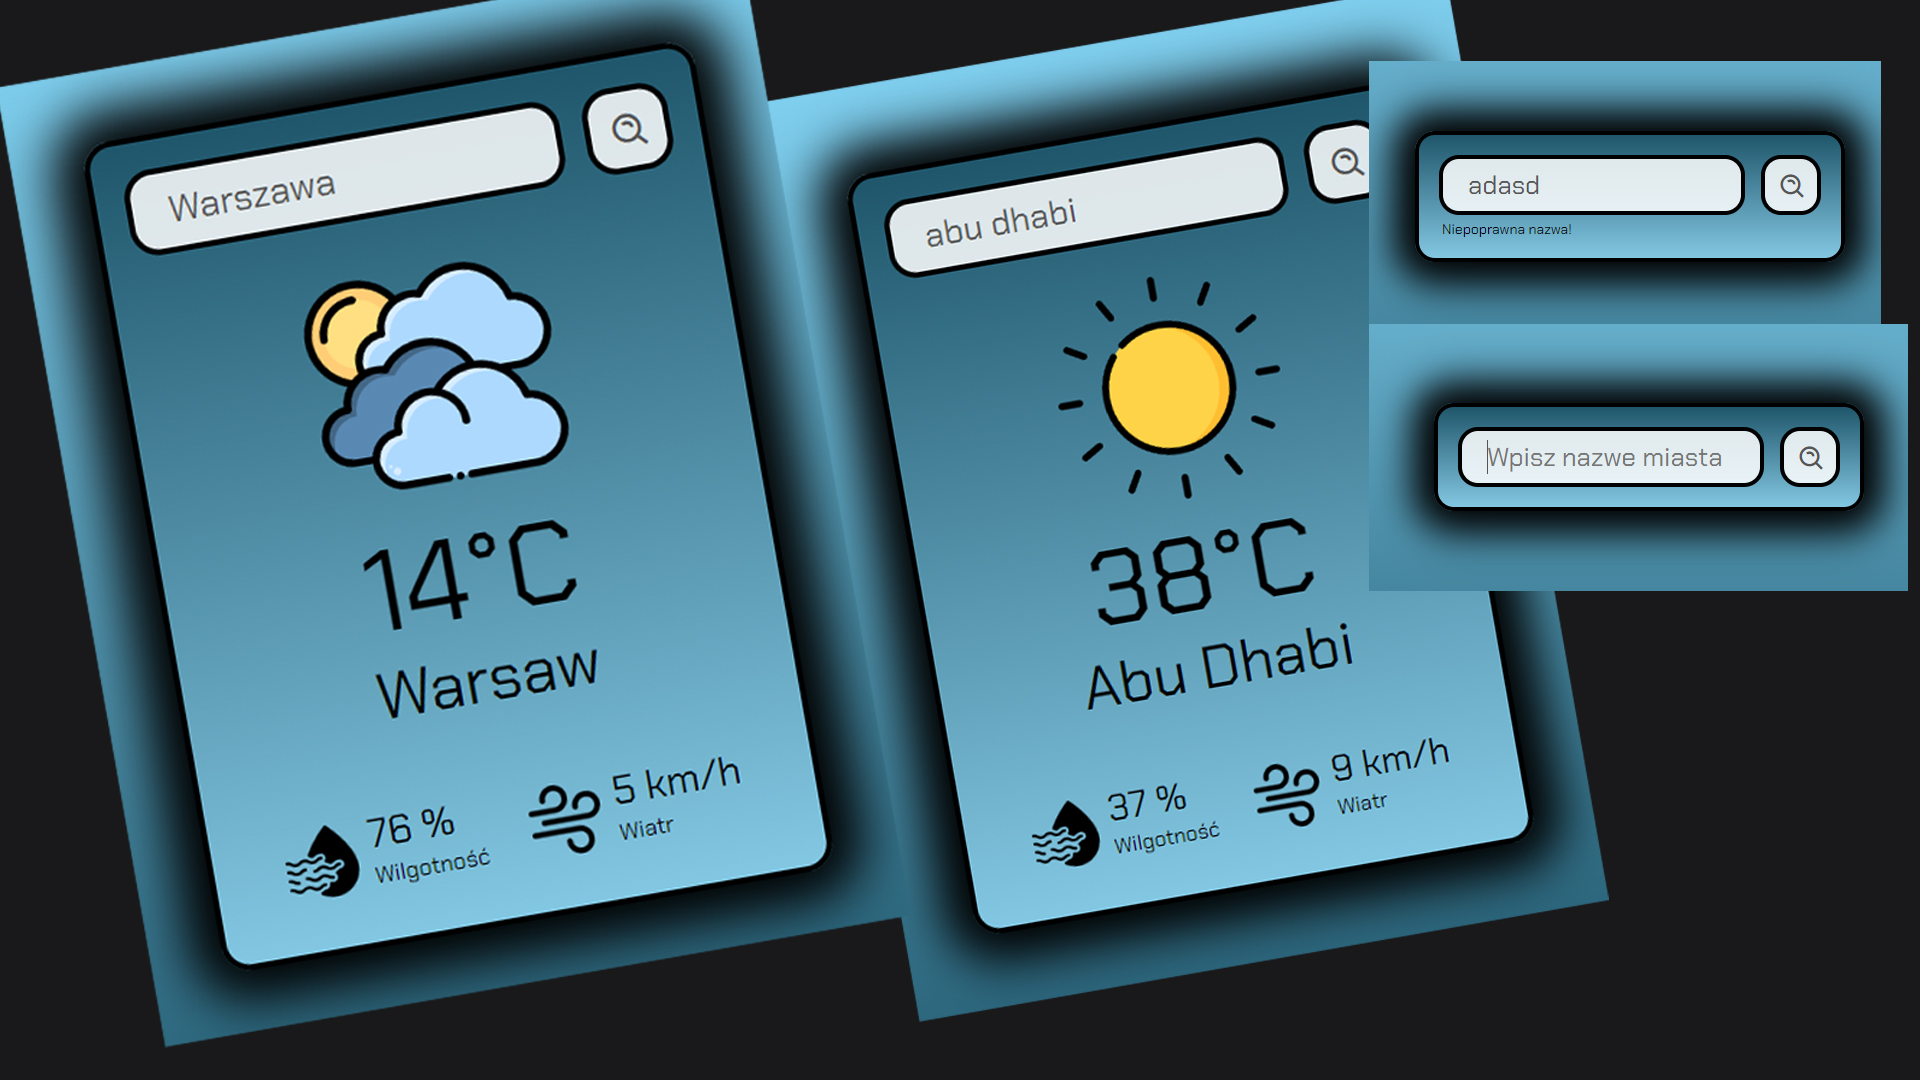 Warszawa
14°C
Warsaw
76 %
Wilgotność
5 km/h
Wiatr
abu dhabi
38°C
Abu Dhabi
37 %
Wilgotność
9 km/h
Wiatr
adasd
Niepoprawna nazwa!
Wpisz nazwe miasta